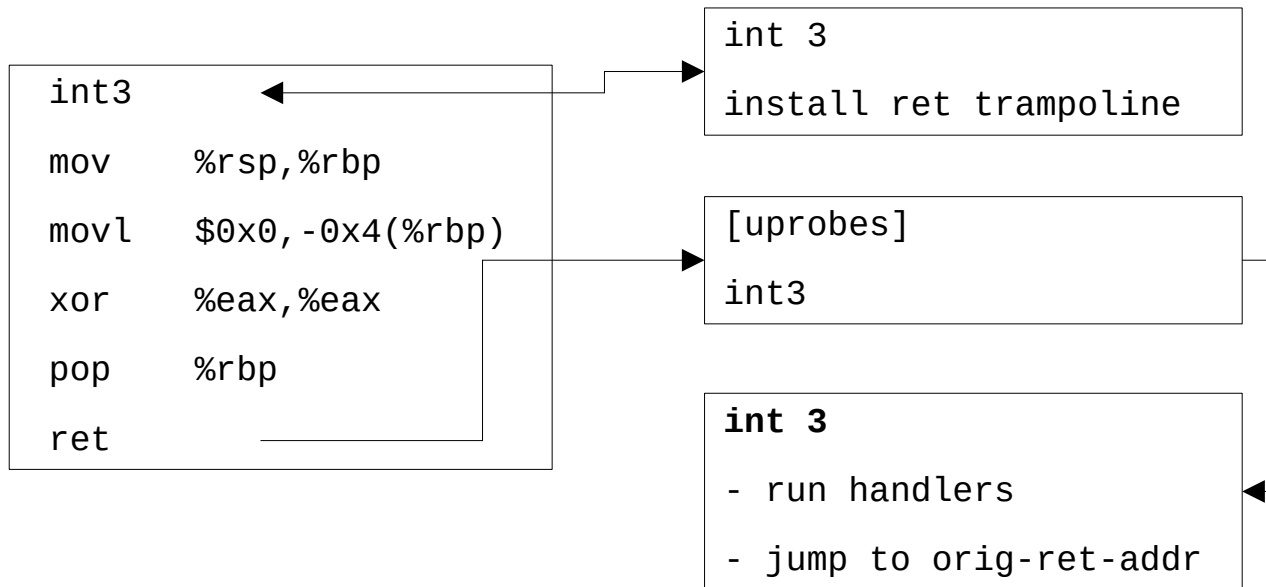 int3
mov %rsp,%rbp
movl $0x0,-0x4(%rbp)
xor %eax,%eax
pop %rbp
ret
int 3
install ret trampoline
[uprobes]
int3
int 3
- run handlers
- jump to orig-ret-addr